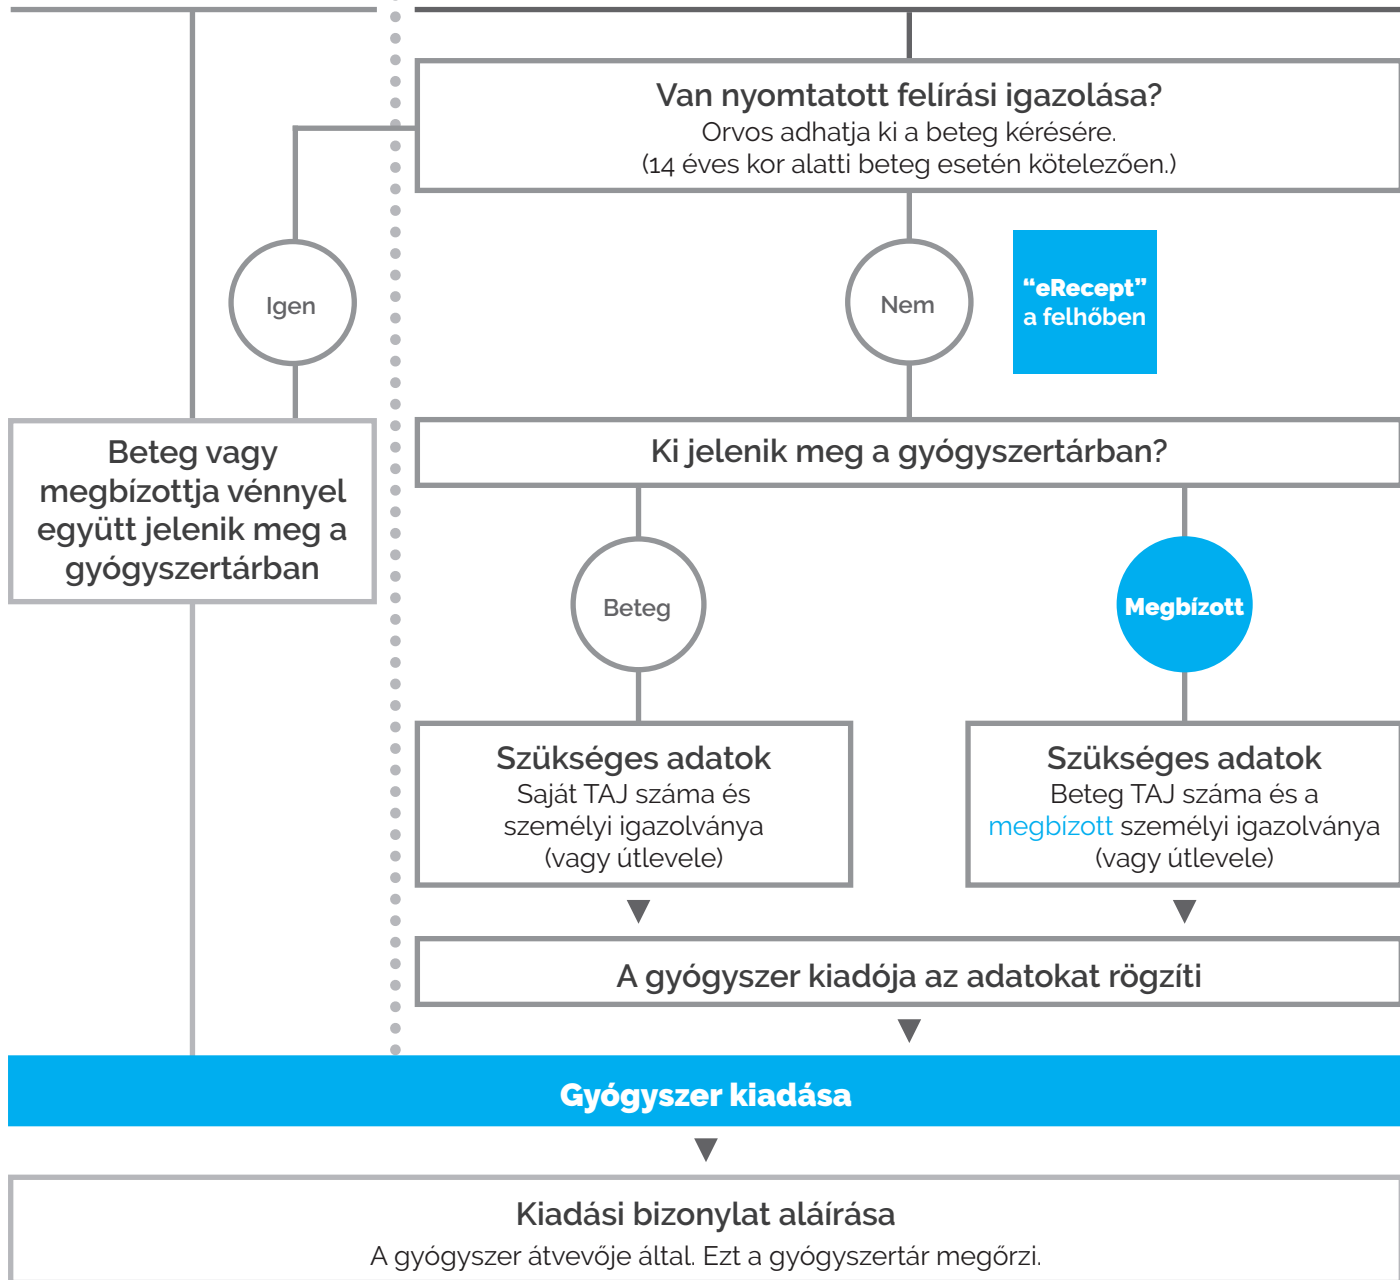 Van nyomtatott felírási igazolása?
Orvos adhatja ki a beteg kérésére.
(14 éves kor alatti beteg esetén kötelezően.)
Igen
Nem
“eRecept”
a felhőben
Beteg vagy
megbízottja vénnyel
együtt jelenik meg a
gyógyszertárban
Ki jelenik meg a gyógyszertárban?
Beteg
Megbízott
Szükséges adatok
Saját TAJ száma és
személyi igazolványa
(vagy útlevele)
Szükséges adatok
Beteg TAJ száma és a
megbízott személyi igazolványa
(vagy útlevele)
A gyógyszer kiadója az adatokat rögzíti
Gyógyszer kiadása
Kiadási bizonylat aláírása
A gyógyszer átvevője által. Ezt a gyógyszertár megőrzi.